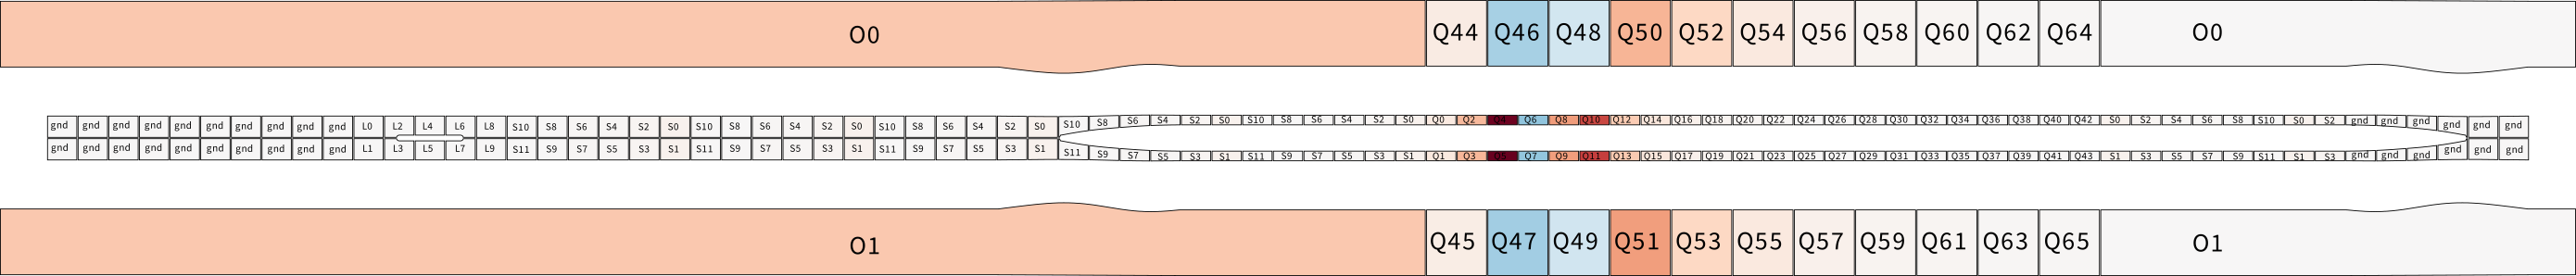 O0 Q44 Q46 Q48 Q50 Q52 Q54 Q56 Q58 Q60 Q62 Q64 O0
gnd gnd gnd gnd gnd gnd gnd gnd gnd gnd L0 L2 L4 L6 L8 S10 S8 S6 S4 S2 S0 S10 S8 S6 S4 S2 S0 S10 S8 S6 S4 S2 S0 S10 S8 S6 S4 S2 S0 S10 S8 S6 S4 S2 S0 Q0 Q2 Q4 Q6 Q8 Q10 Q12 Q14 Q16 Q18 Q20 Q22 Q24 Q26 Q28 Q30 Q32 Q34 Q36 Q38 Q40 Q42 S0 S2 S4 S6 S8 S10 S0 S2 gnd gnd gnd gnd gnd gnd
gnd gnd gnd gnd gnd gnd gnd gnd gnd gnd L1 L3 L5 L7 L9 S11 S9 S7 S5 S3 S1 S11 S9 S7 S5 S3 S1 S11 S9 S7 S5 S3 S1 S11 S9 S7 S5 S3 S1 S11 S9 S7 S5 S3 S1 Q1 Q3 Q5 Q7 Q9 Q11 Q13 Q15 Q17 Q19 Q21 Q23 Q25 Q27 Q29 Q31 Q33 Q35 Q37 Q39 Q41 Q43 S1 S3 S5 S7 S9 S11 S1 S3 gnd gnd gnd gnd gnd gnd
O1 Q45 Q47 Q49 Q51 Q53 Q55 Q57 Q59 Q61 Q63 Q65 O1